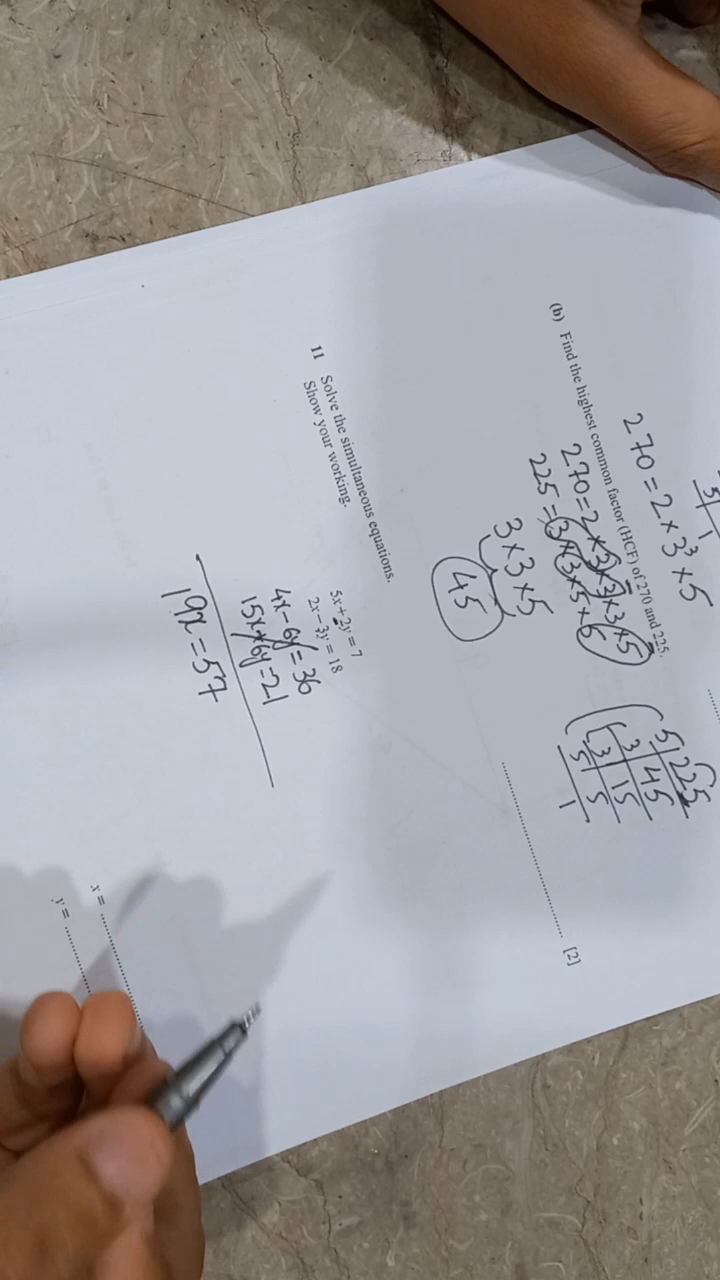 5 1
270 = 2 × 3³ × 5
(b) Find the highest common factor (HCF) of 270 and 225.
270 = 2 × 3 × 3 × 3 × 5
225 = 3 × 3 × 5 × 5
3 × 3 × 5
45
5 225
3 45
3 15
5 5
1
[2]
11 Solve the simultaneous equations.
Show your working.
5x + 2y = 7
2x − 3y = 18
4x − 6y = 36
15x + 6y = 21
19x = 57
x =
y =